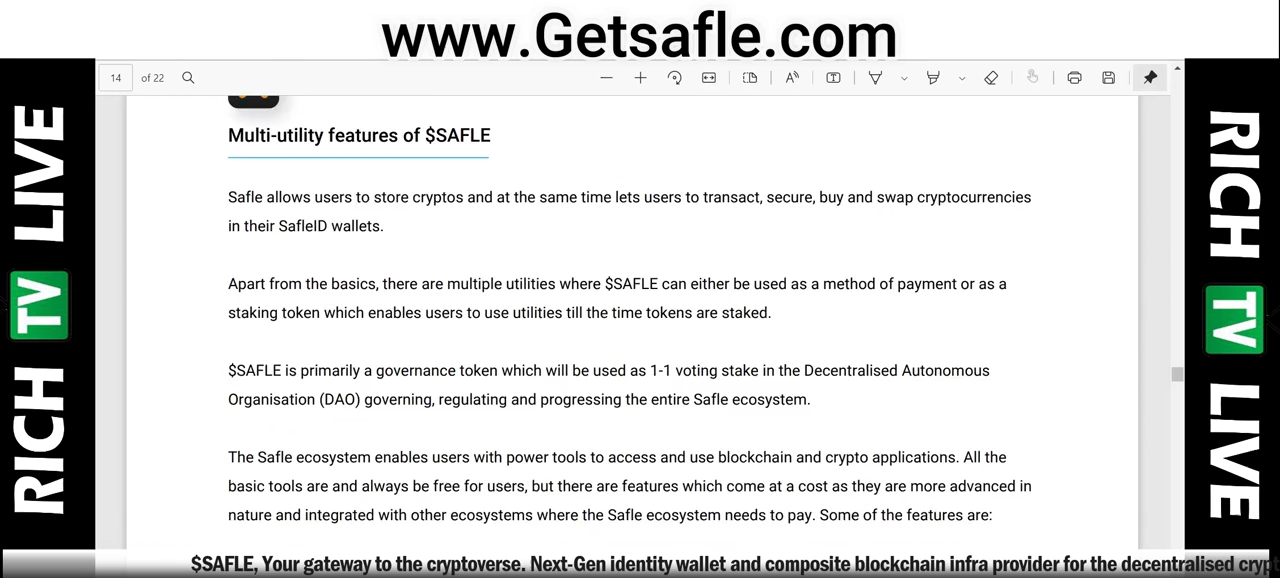 www.Getsafle.com
14 of 22
RICH TV LIVE
RICH TV LIVE
Multi-utility features of $SAFLE
Safle allows users to store cryptos and at the same time lets users to transact, secure, buy and swap cryptocurrencies
in their SafleID wallets.
Apart from the basics, there are multiple utilities where $SAFLE can either be used as a method of payment or as a
staking token which enables users to use utilities till the time tokens are staked.
$SAFLE is primarily a governance token which will be used as 1-1 voting stake in the Decentralised Autonomous
Organisation (DAO) governing, regulating and progressing the entire Safle ecosystem.
The Safle ecosystem enables users with power tools to access and use blockchain and crypto applications. All the
basic tools are and always be free for users, but there are features which come at a cost as they are more advanced in
nature and integrated with other ecosystems where the Safle ecosystem needs to pay. Some of the features are:
$SAFLE, Your gateway to the cryptoverse. Next-Gen identity wallet and composite blockchain infra provider for the decentralised cryp